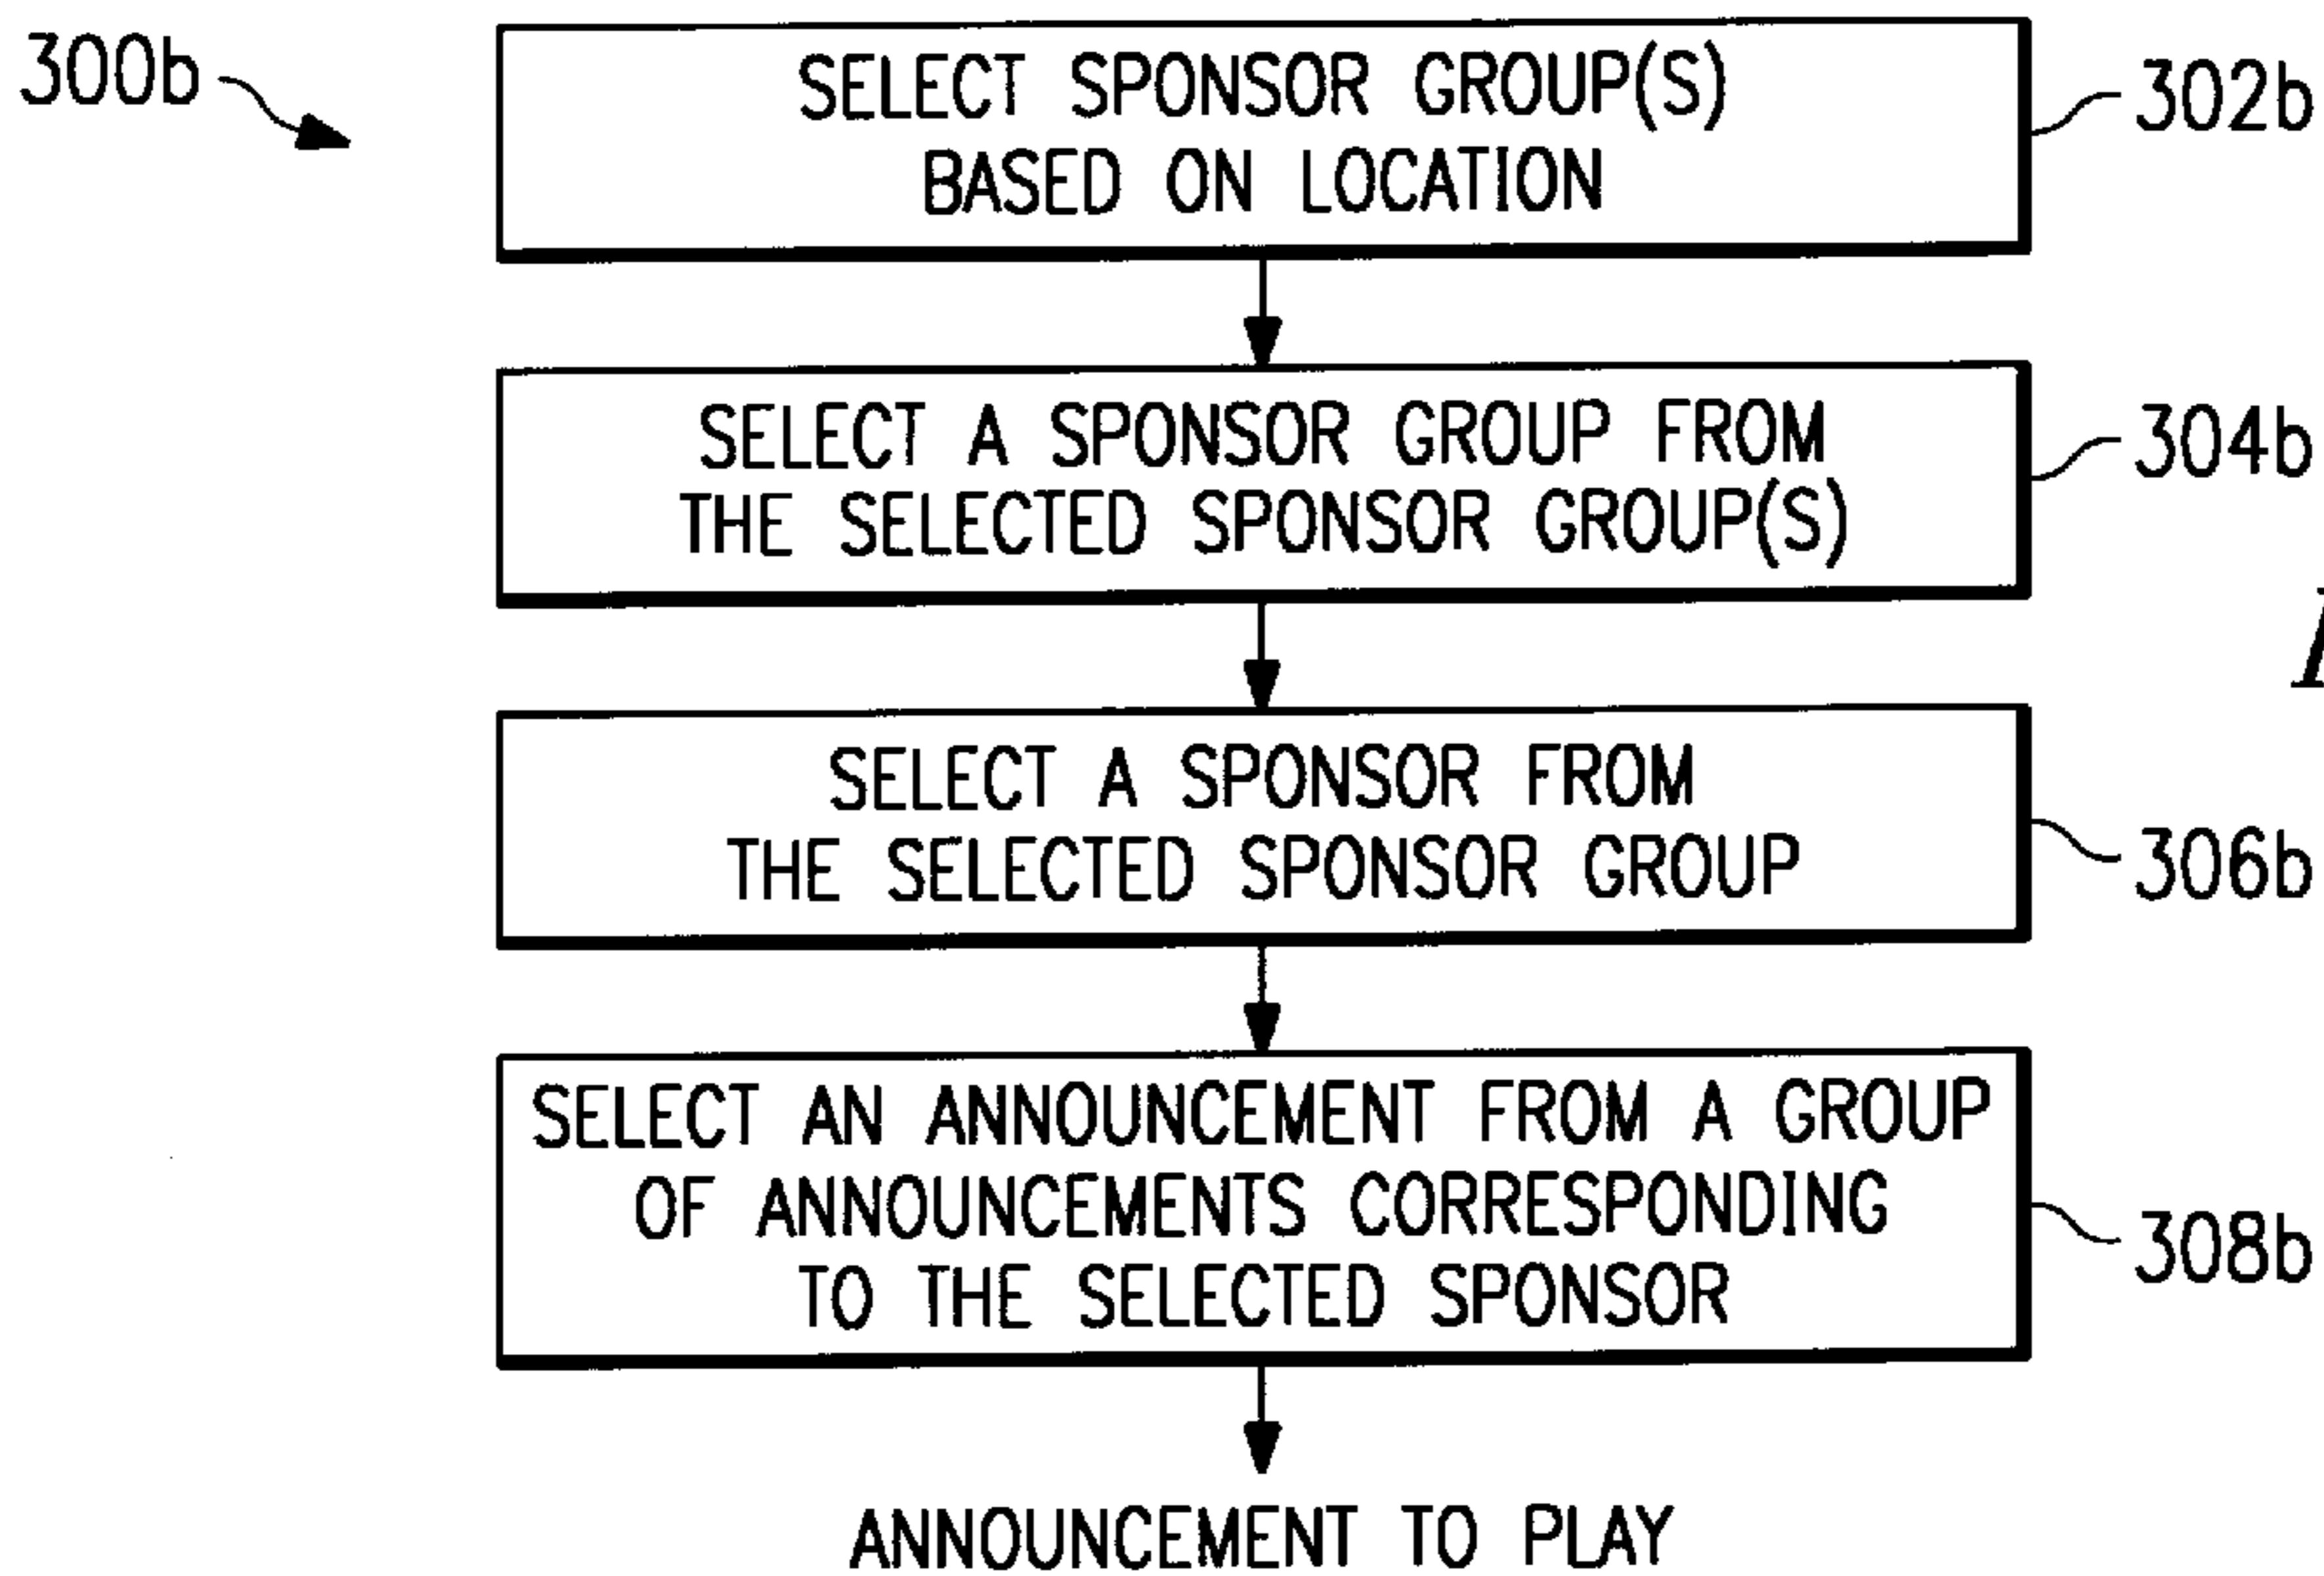 300b
SELECT SPONSOR GROUP(S)
BASED ON LOCATION
302b
SELECT A SPONSOR GROUP FROM
THE SELECTED SPONSOR GROUP(S)
304b
SELECT A SPONSOR FROM
THE SELECTED SPONSOR GROUP
306b
SELECT AN ANNOUNCEMENT FROM A GROUP
OF ANNOUNCEMENTS CORRESPONDING
TO THE SELECTED SPONSOR
308b
ANNOUNCEMENT TO PLAY